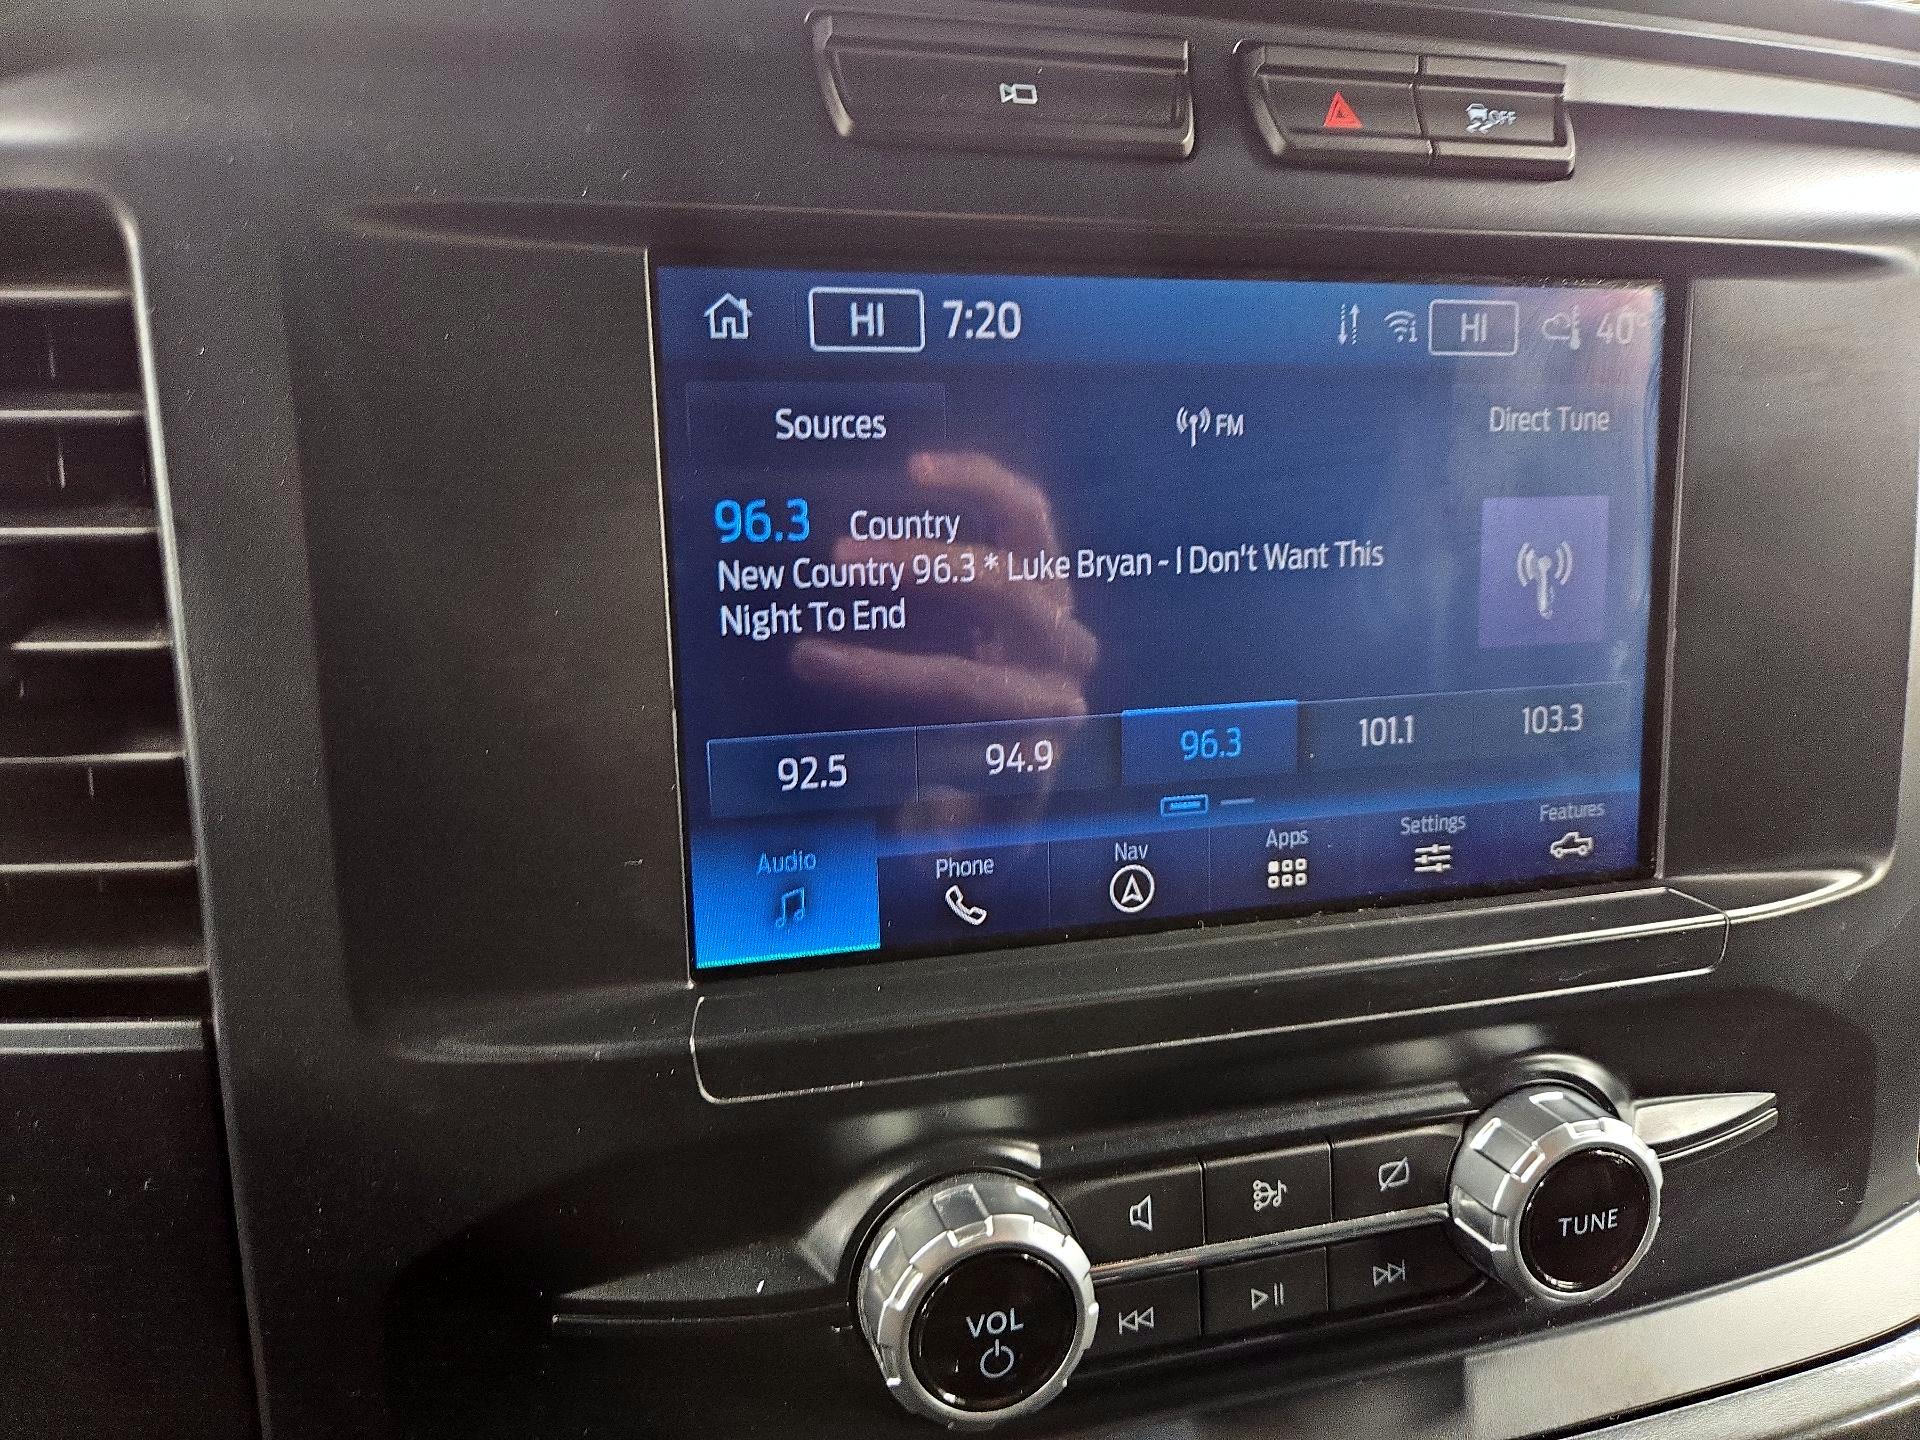 OFF
HI 7:20 HI 40°
Sources FM Direct Tune
96.3 Country
New Country 96.3 * Luke Bryan - I Don't Want This
Night To End
92.5 94.9 96.3 101.1 103.3
Audio Phone Nav Apps Settings Features
VOL
TUNE